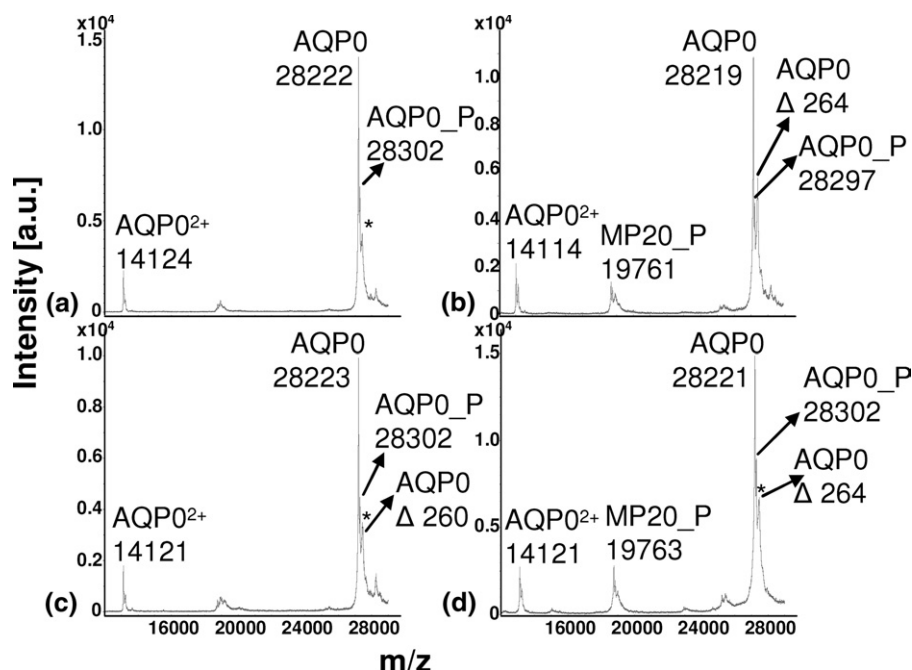 x10⁴
AQP0
28222
AQP0_P
28302
*
AQP0²⁺
14124
1.5
1.0
0.5
0
(a)
x10⁴
AQP0
28219
AQP0
Δ 264
AQP0_P
28297
AQP0²⁺
14114
MP20_P
19761
1.2
1.0
0.8
0.6
0.4
0.2
0
(b)
x10⁴
AQP0
28223
AQP0_P
28302
*
AQP0
Δ 260
AQP0²⁺
14121
1.0
0.8
0.6
0.4
0.2
0
(c)
16000 20000 24000 28000
x10⁴
AQP0
28221
AQP0_P
28302
*
AQP0
Δ 264
AQP0²⁺
14121
MP20_P
19763
1.5
1.0
0.5
0
(d)
16000 20000 24000 28000
Intensity [a.u.]
m/z